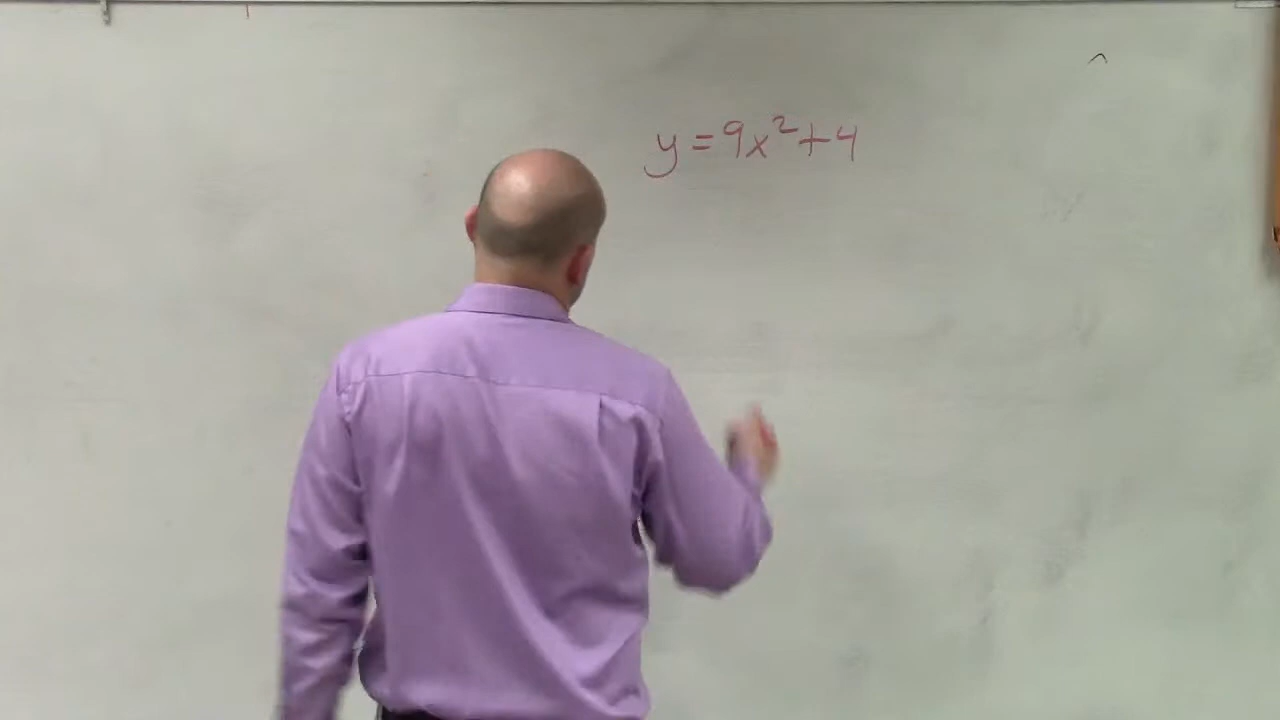 y = 9x²+4